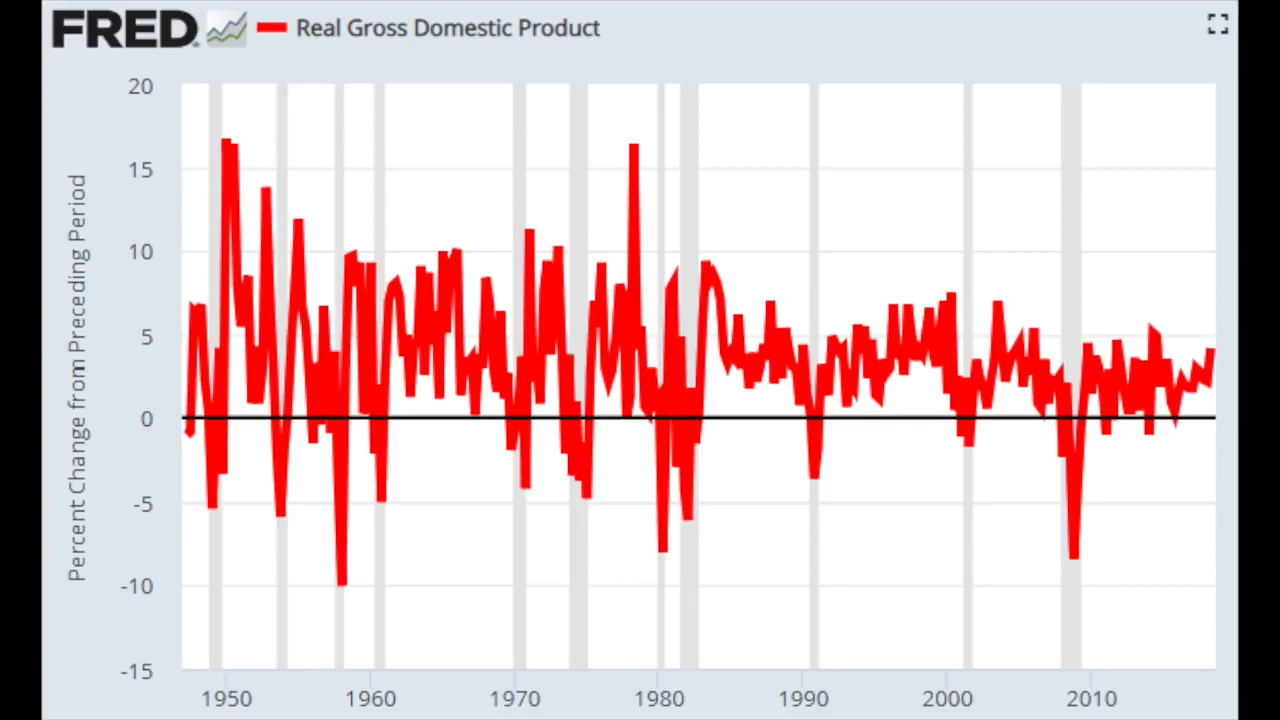 FRED
Real Gross Domestic Product
Percent Change from Preceding Period
20
15
10
5
0
-5
-10
-15
1950 1960 1970 1980 1990 2000 2010